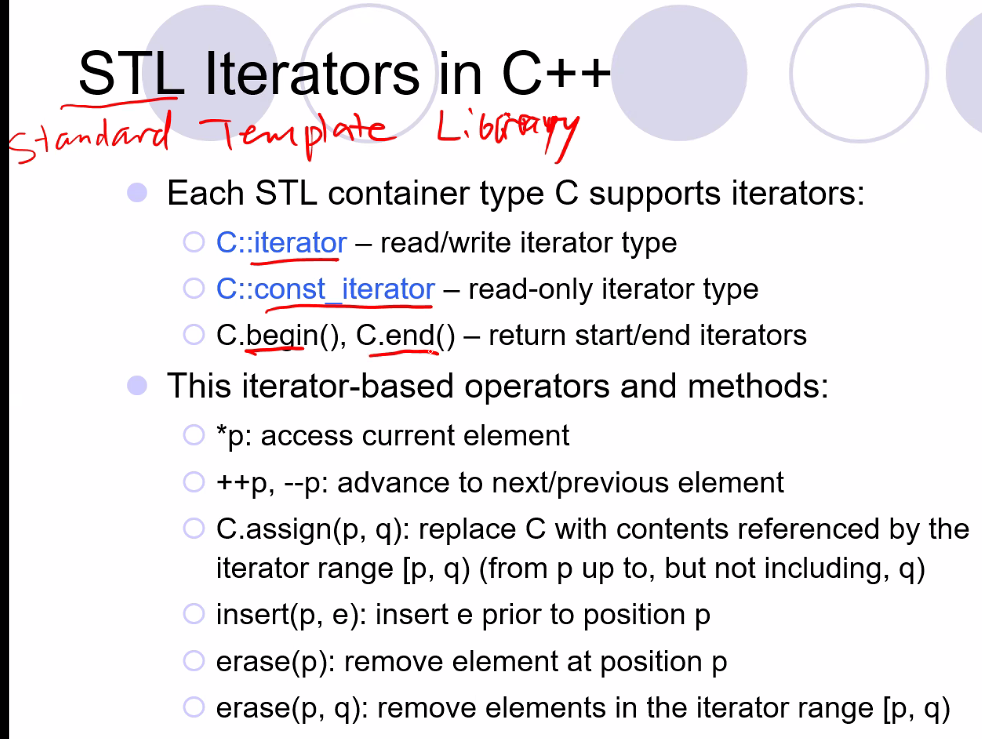 STL Iterators in C++
Standard Template Library
Each STL container type C supports iterators:
C::iterator – read/write iterator type
C::const_iterator – read-only iterator type
C.begin(), C.end() – return start/end iterators
This iterator-based operators and methods:
*p: access current element
++p, --p: advance to next/previous element
C.assign(p, q): replace C with contents referenced by the
iterator range [p, q) (from p up to, but not including, q)
insert(p, e): insert e prior to position p
erase(p): remove element at position p
erase(p, q): remove elements in the iterator range [p, q)